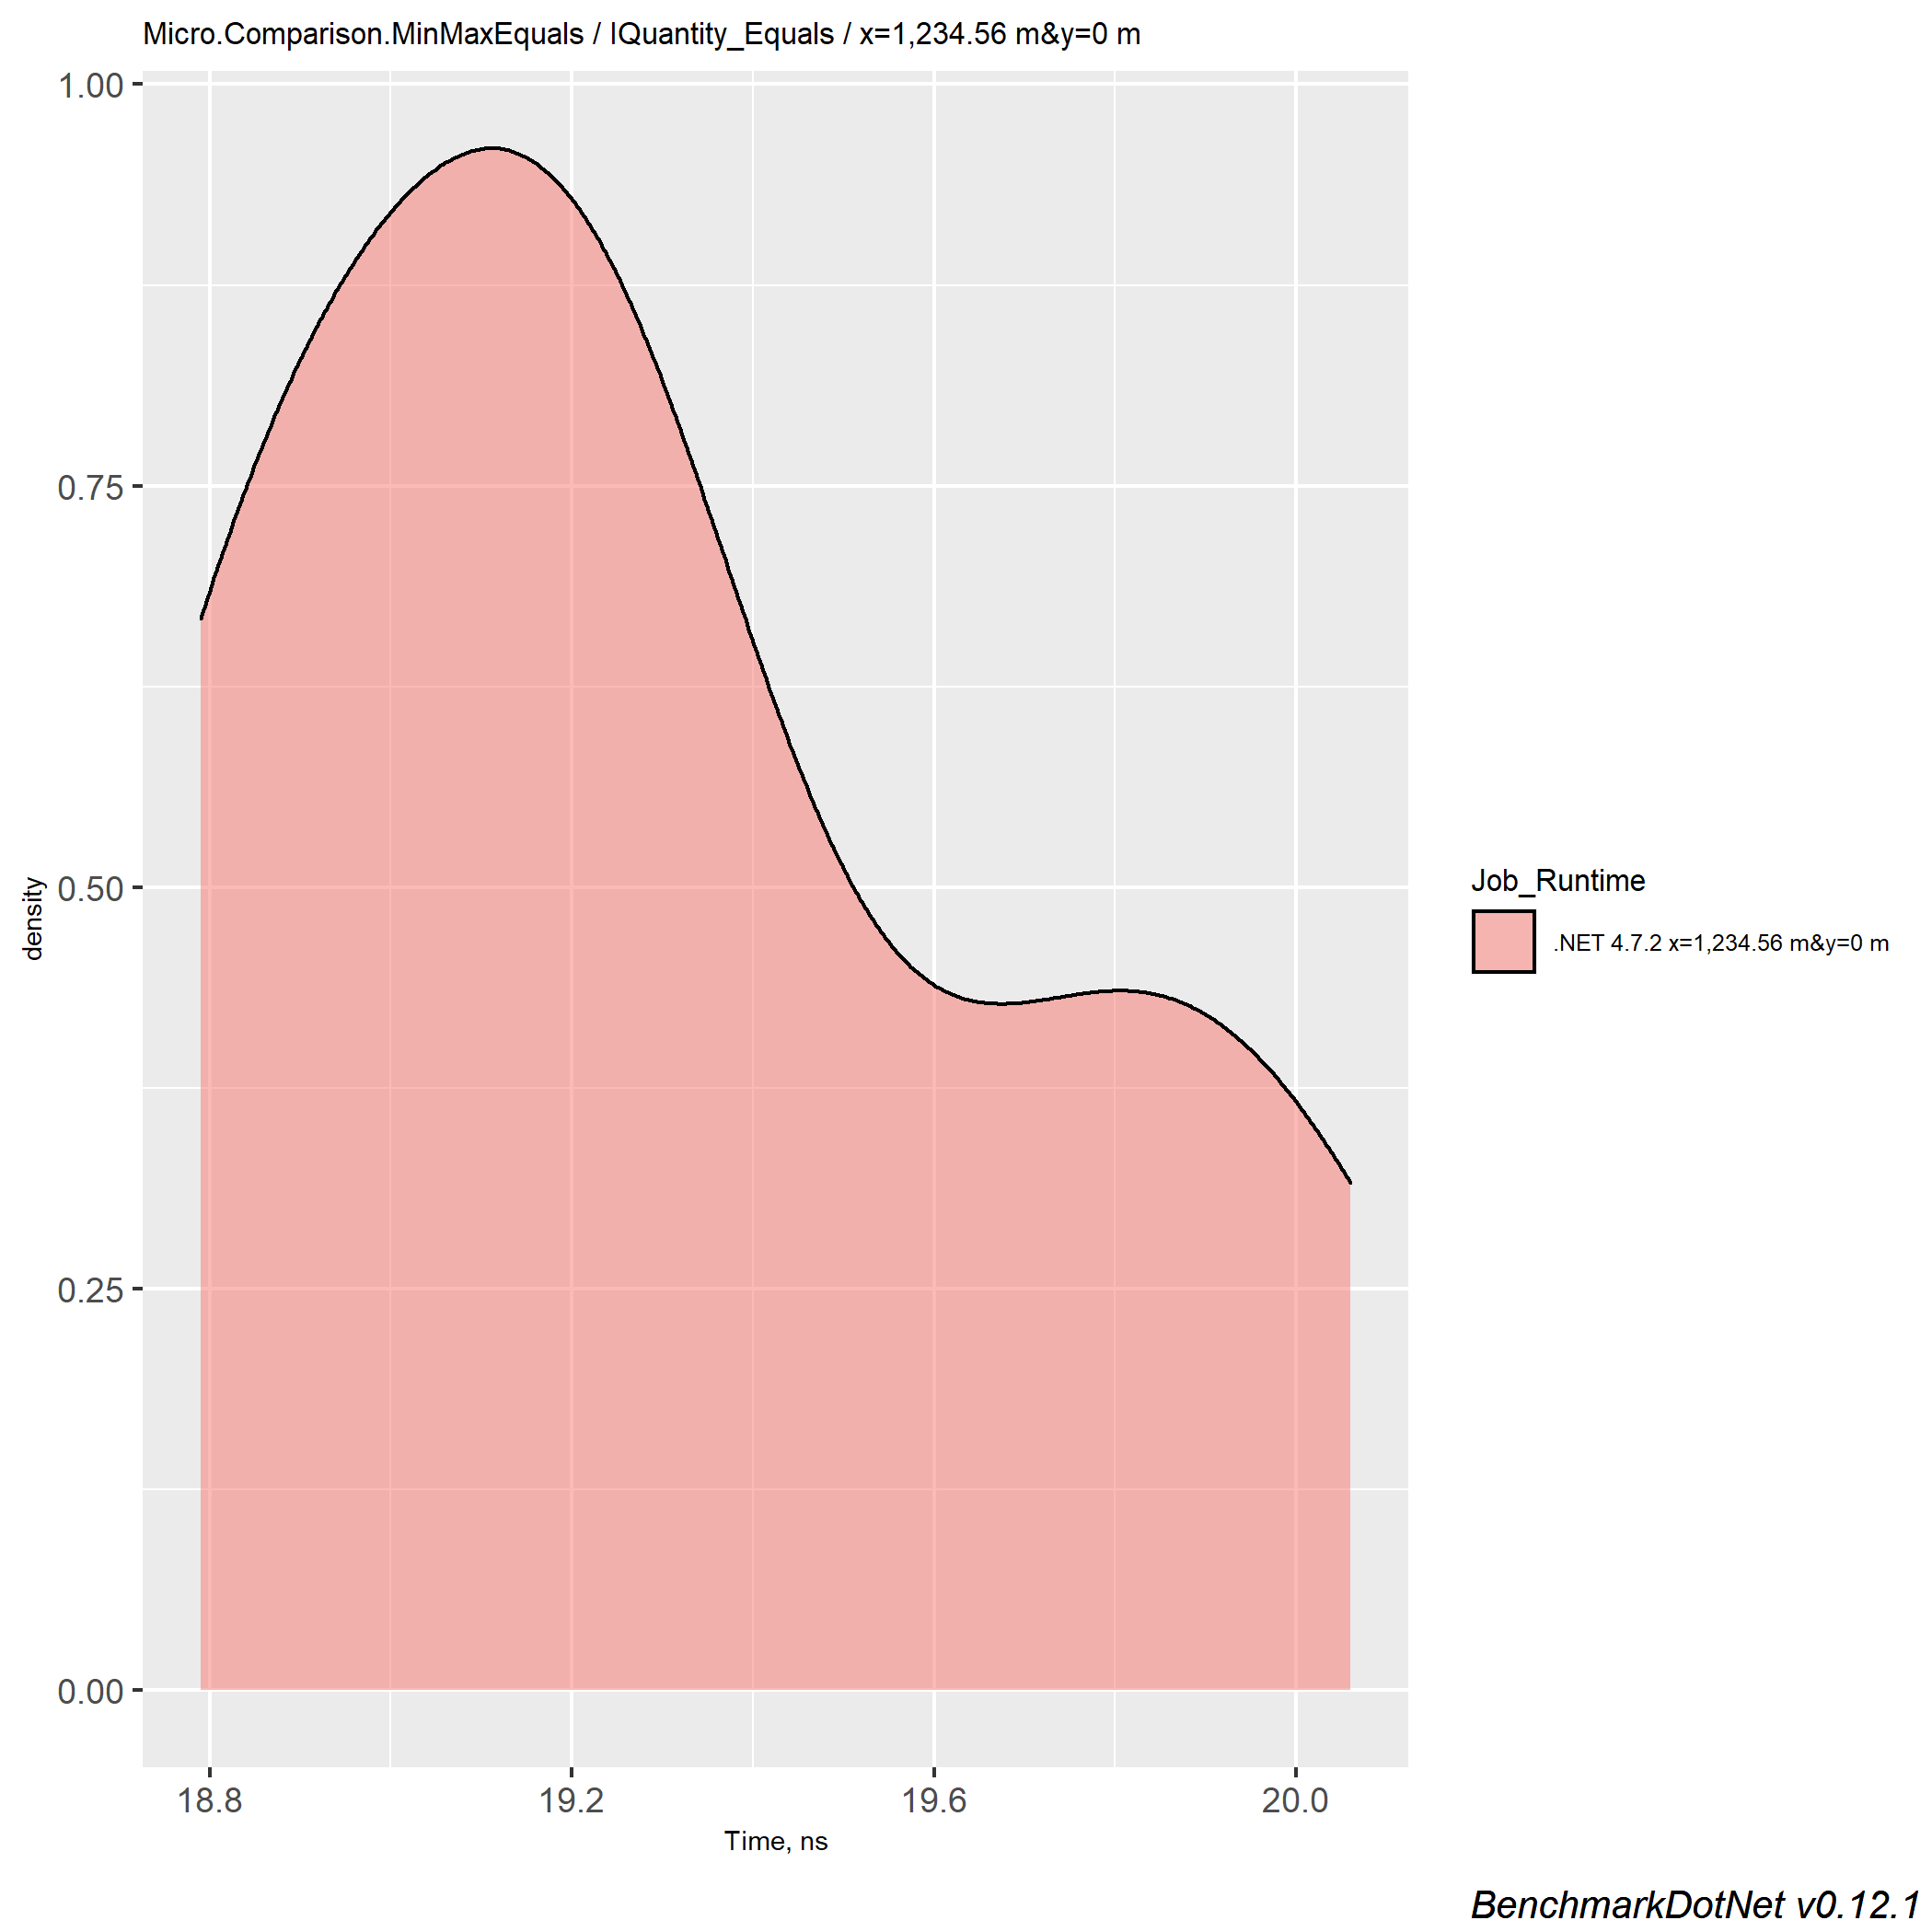 Micro.Comparison.MinMaxEquals / IQuantity_Equals / x=1,234.56 m&y=0 m
1.00
0.75
0.50
0.25
0.00
density
18.8 19.2 19.6 20.0
Time, ns
Job_Runtime
.NET 4.7.2 x=1,234.56 m&y=0 m
BenchmarkDotNet v0.12.1